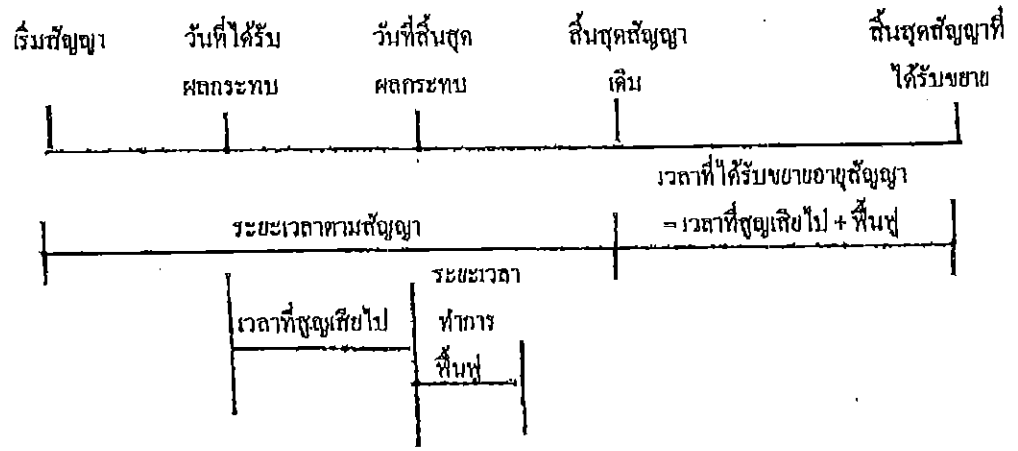 เริ่มสัญญา วันที่ได้รับ วันที่สิ้นสุด สิ้นสุดสัญญา สิ้นสุดสัญญาที่
ผลกระทบ ผลกระทบ เดิม ได้รับขยาย
เวลาที่ได้รับขยายอายุสัญญา
ระยะเวลาตามสัญญา = เวลาที่สูญเสียไป + ฟื้นฟู
ระยะเวลา
เวลาที่สูญเสียไป ทำการ
ฟื้นฟู